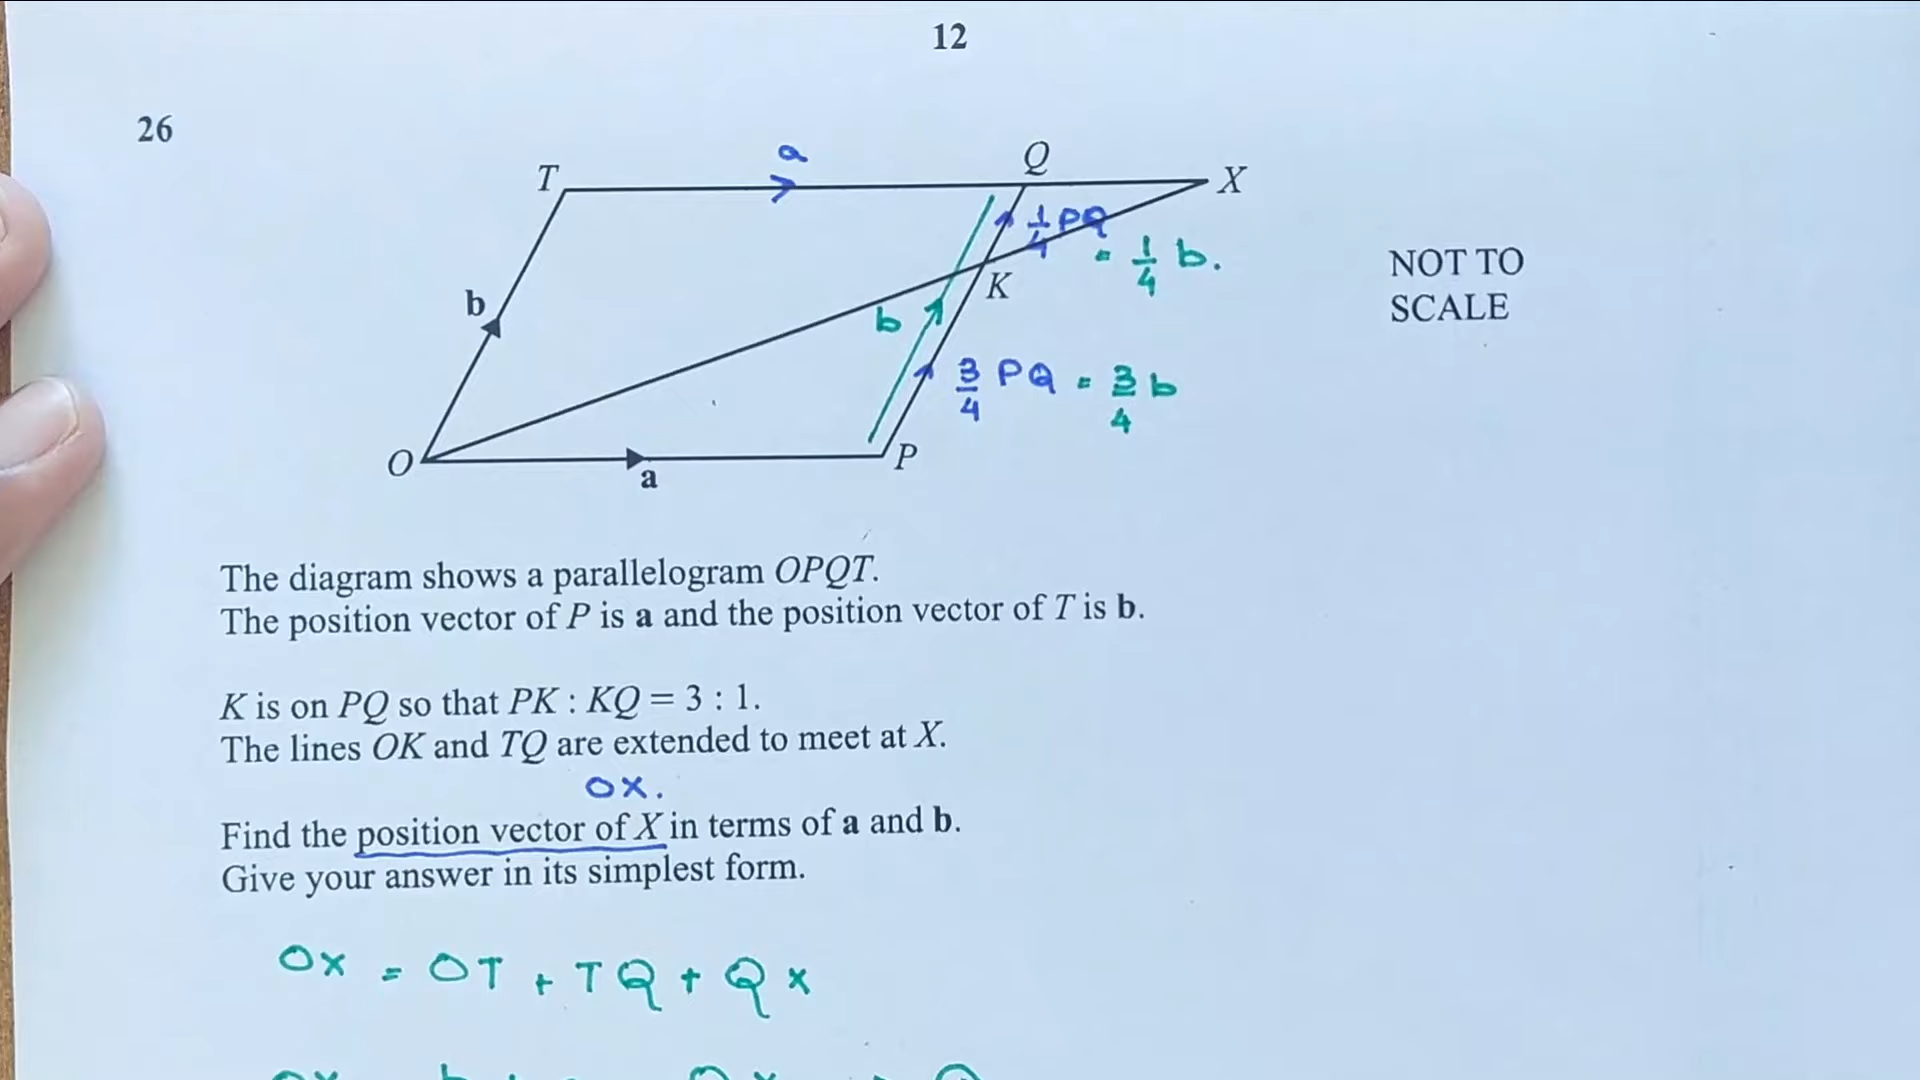 12
26
T
a
Q
X
1/4 PQ
= 1/4 b.
NOT TO
SCALE
K
b
b
3/4 PQ = 3/4 b
O
P
a
The diagram shows a parallelogram OPQT.
The position vector of P is a and the position vector of T is b.
K is on PQ so that PK : KQ = 3 : 1.
The lines OK and TQ are extended to meet at X.
OX.
Find the position vector of X in terms of a and b.
Give your answer in its simplest form.
OX = OT + TQ + QX